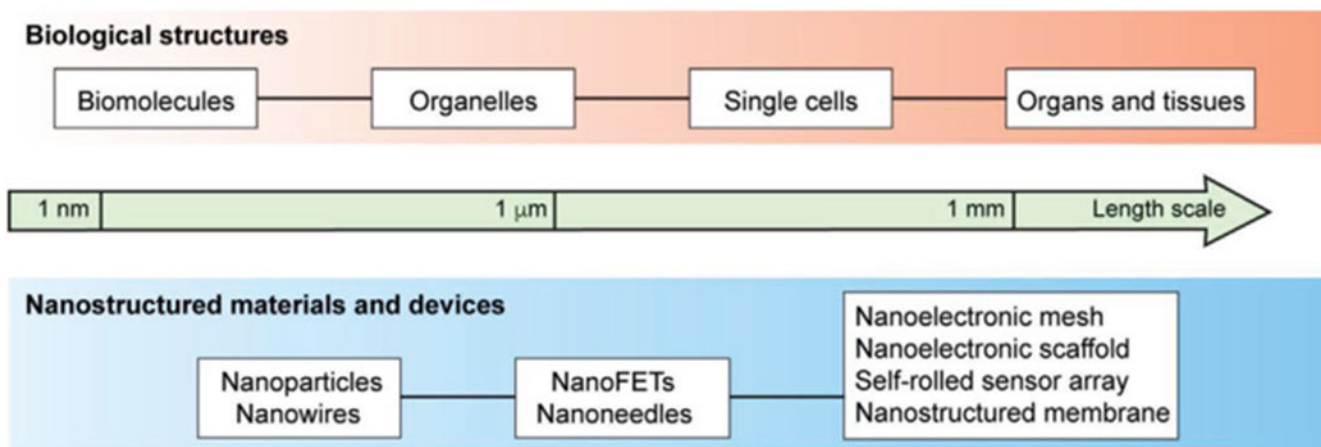 Biological structures
Biomolecules
Organelles
Single cells
Organs and tissues
1 nm
1 μm
1 mm
Length scale
Nanostructured materials and devices
Nanoparticles
Nanowires
NanoFETs
Nanoneedles
Nanoelectronic mesh
Nanoelectronic scaffold
Self-rolled sensor array
Nanostructured membrane